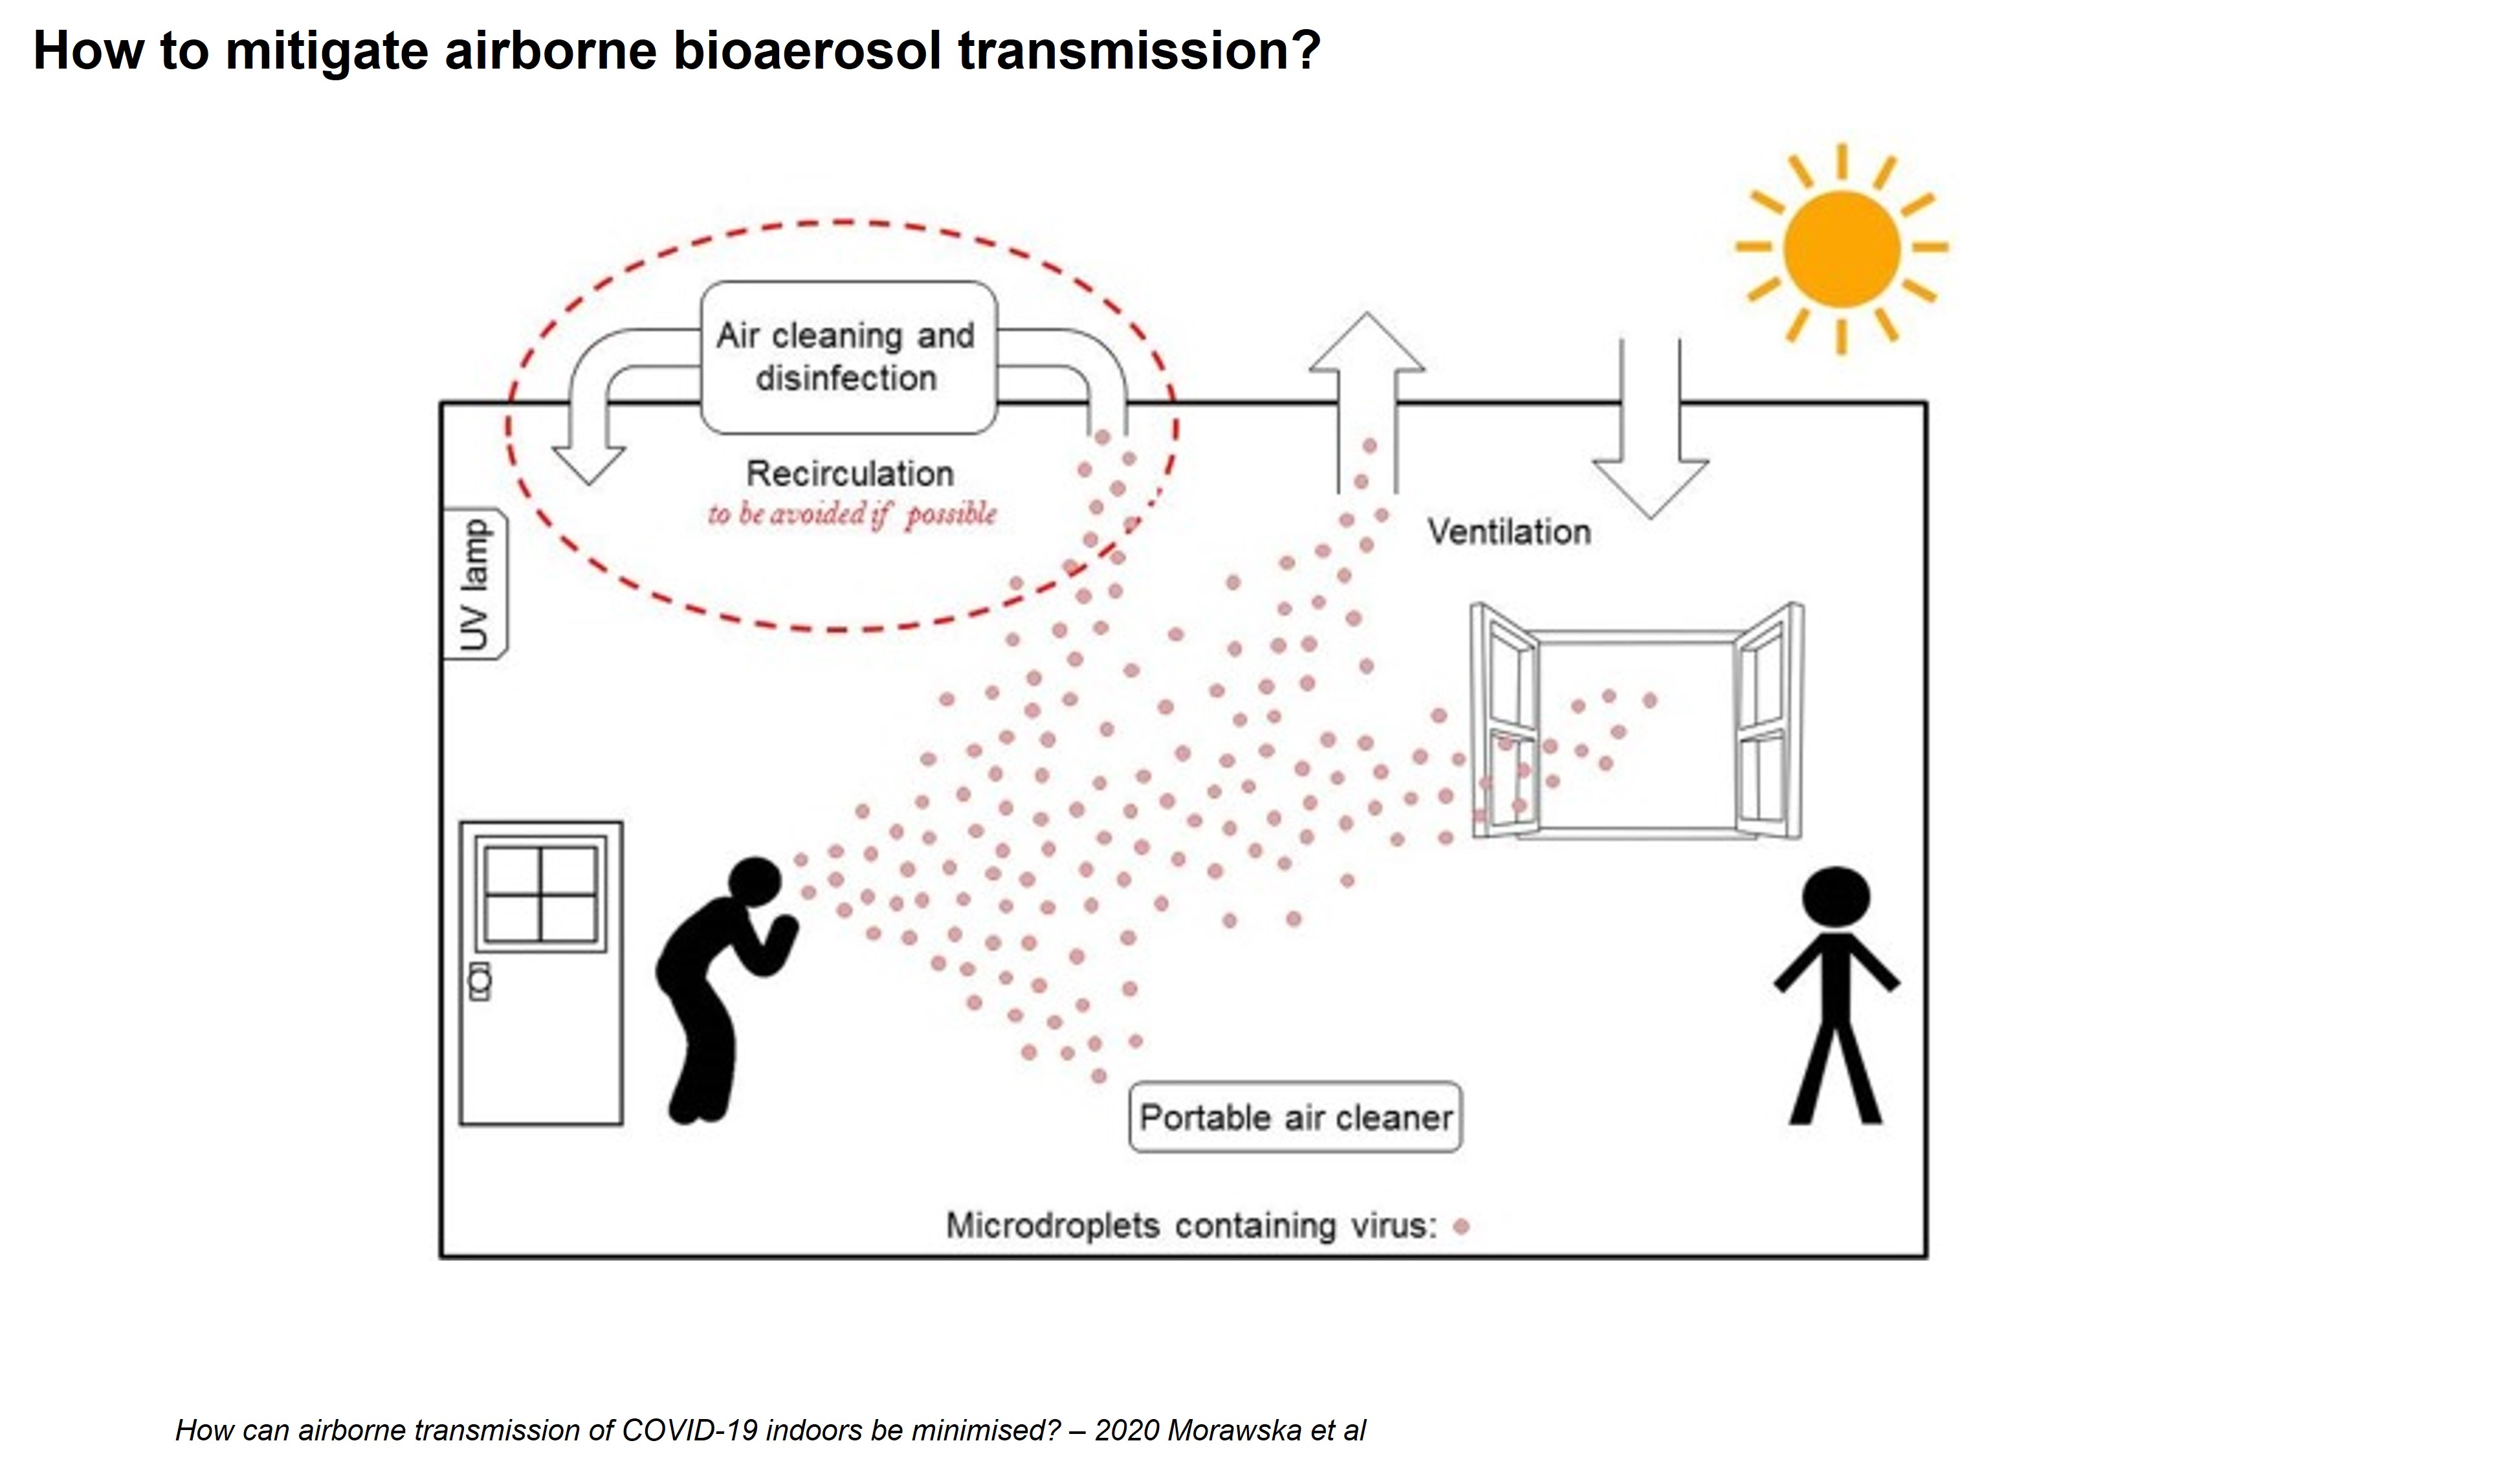 How to mitigate airborne bioaerosol transmission?
Air cleaning and
disinfection
Recirculation
to be avoided if possible
UV lamp
Ventilation
Portable air cleaner
Microdroplets containing virus:
How can airborne transmission of COVID-19 indoors be minimised? – 2020 Morawska et al